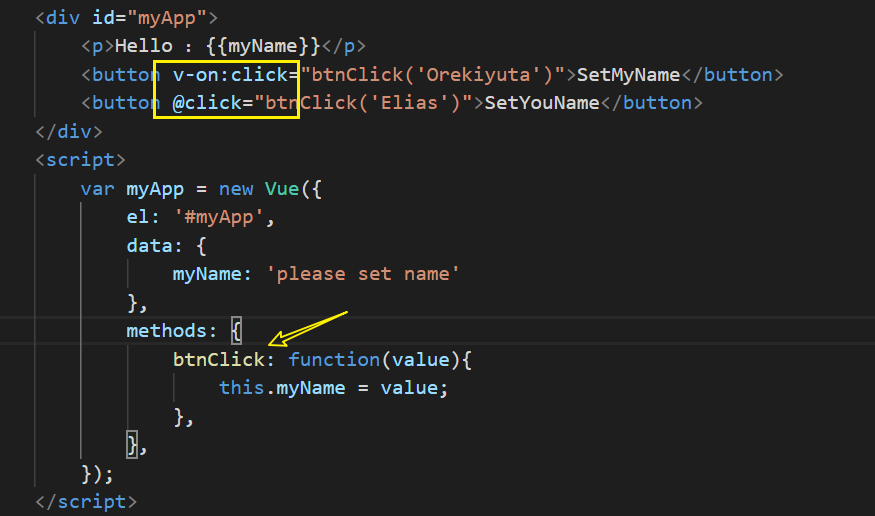 <div id="myApp">
<p>Hello : {{myName}}</p>
<button v-on:click="btnClick('Orekiyuta')">SetMyName</button>
<button @click="btnClick('Elias')">SetYouName</button>
</div>
<script>
var myApp = new Vue({
el: '#myApp',
data: {
myName: 'please set name'
},
methods: {
btnClick: function(value){
this.myName = value;
},
},
});
</script>